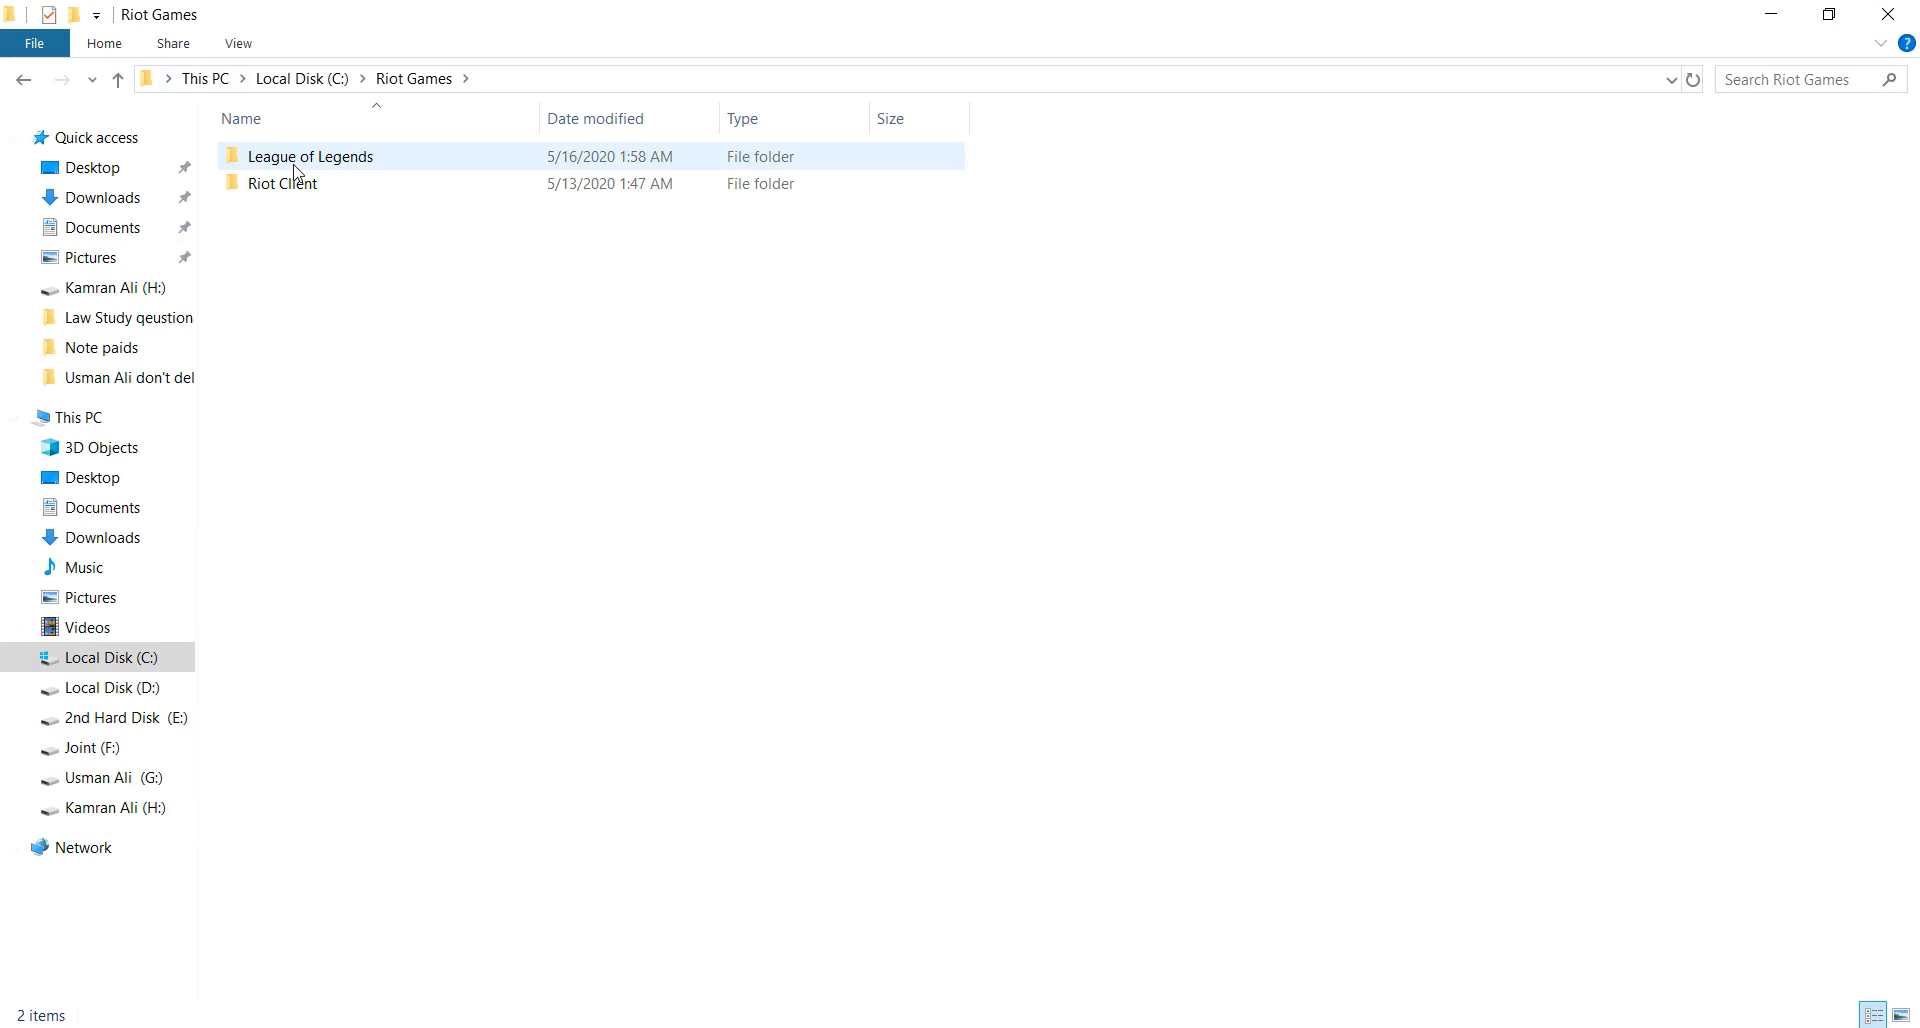 Riot Games
File Home Share View
This PC Local Disk (C:) Riot Games Search Riot Games
Name Date modified Type Size
League of Legends 5/16/2020 1:58 AM File folder
Riot Client 5/13/2020 1:47 AM File folder
Quick access
Desktop
Downloads
Documents
Pictures
Kamran Ali (H:)
Law Study qeustion
Note paids
Usman Ali don't del
This PC
3D Objects
Desktop
Documents
Downloads
Music
Pictures
Videos
Local Disk (C:)
Local Disk (D:)
2nd Hard Disk (E:)
Joint (F:)
Usman Ali (G:)
Kamran Ali (H:)
Network
2 items